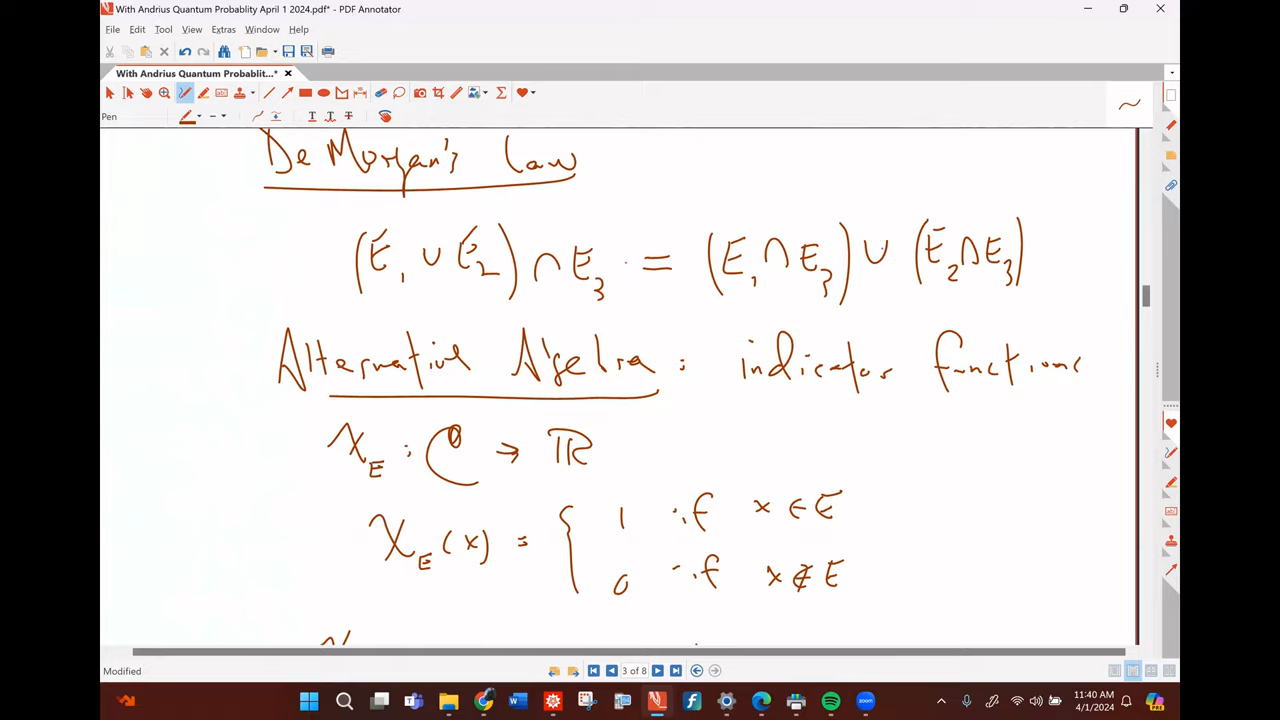 With Andrius Quantum Probablity April 1 2024.pdf* - PDF Annotator
File Edit Tool View Extras Window Help
With Andrius Quantum Probablit...*
Pen
De Morgan's Law
(E₁ ∪ E₂) ∩ E₃ = (E₁ ∩ E₃) ∪ (E₂ ∩ E₃)
Alternative Algebra : indicator functions
χ_E : C → ℝ
χ_E(x) = { 1 if x ∈ E
0 if x ∉ E
Modified
3 of 8
11:40 AM
4/1/2024